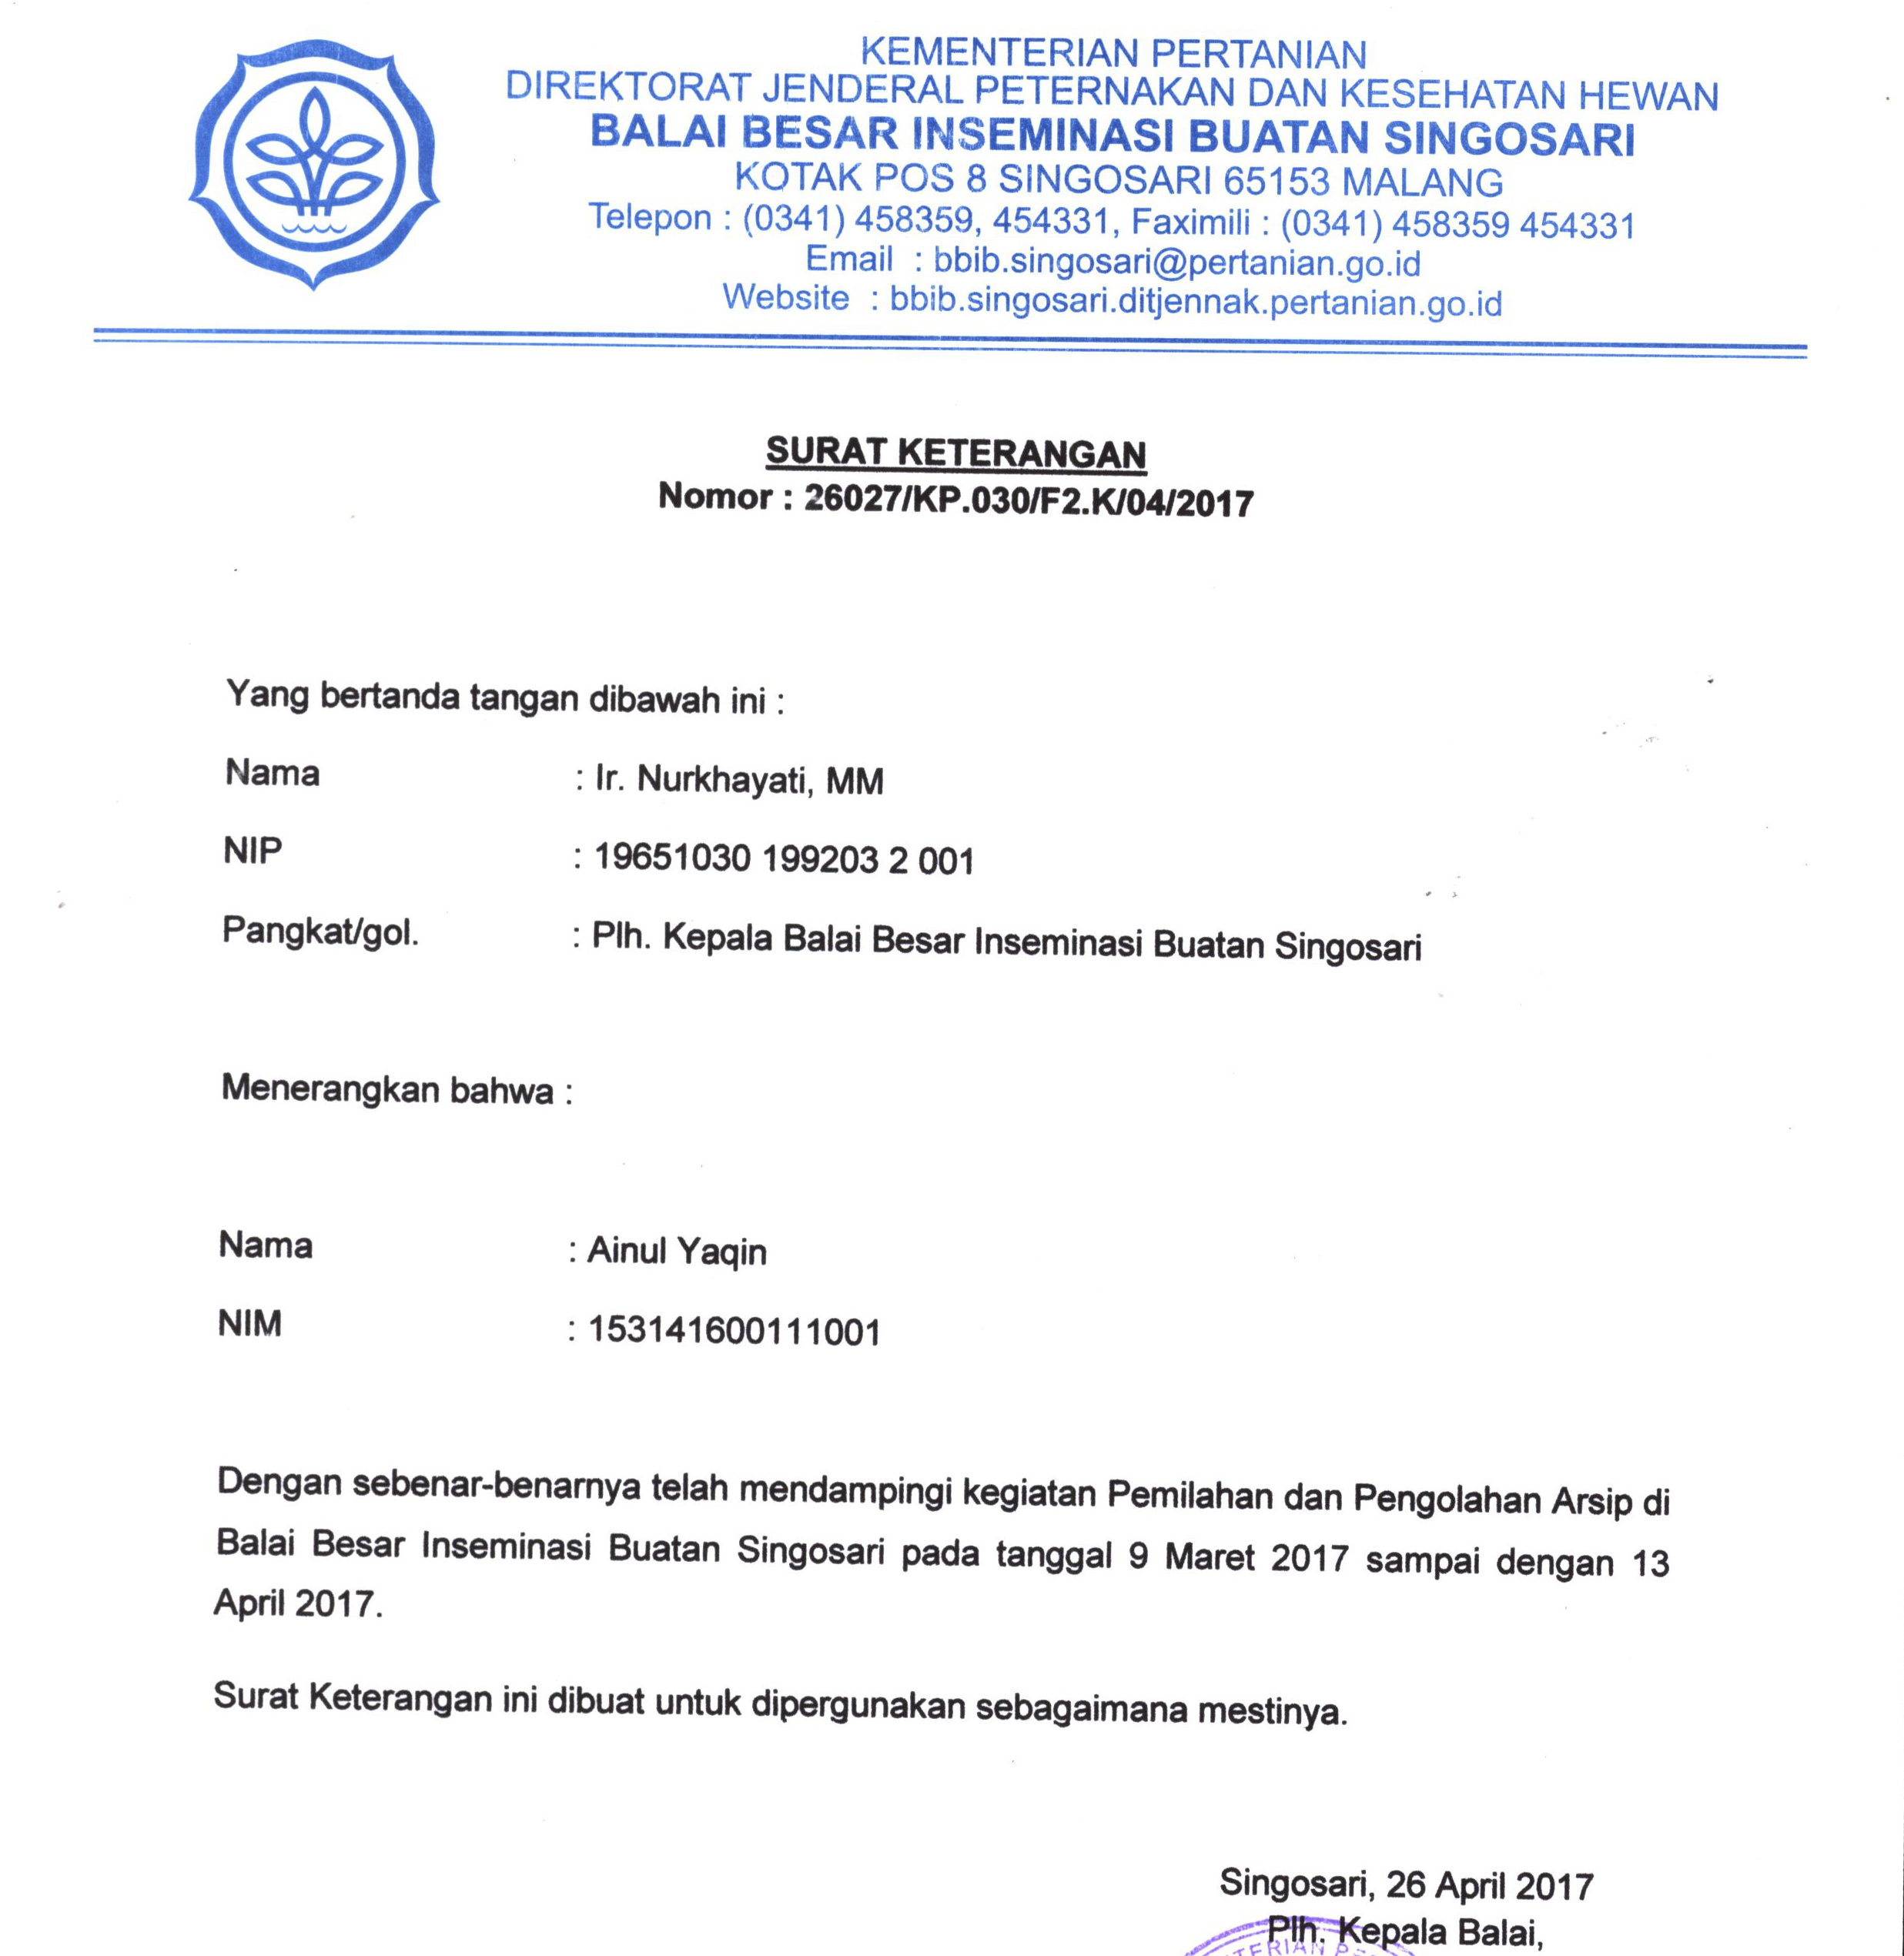 KEMENTERIAN PERTANIAN
DIREKTORAT JENDERAL PETERNAKAN DAN KESEHATAN HEWAN
BALAI BESAR INSEMINASI BUATAN SINGOSARI
KOTAK POS 8 SINGOSARI 65153 MALANG
Telepon : (0341) 458359, 454331, Faximili : (0341) 458359 454331
Email : bbib.singosari@pertanian.go.id
Website : bbib.singosari.ditjennak.pertanian.go.id
SURAT KETERANGAN
Nomor : 26027/KP.030/F2.K/04/2017
Yang bertanda tangan dibawah ini :
Nama : Ir. Nurkhayati, MM
NIP : 19651030 199203 2 001
Pangkat/gol. : Plh. Kepala Balai Besar Inseminasi Buatan Singosari
Menerangkan bahwa :
Nama : Ainul Yaqin
NIM : 153141600111001
Dengan sebenar-benarnya telah mendampingi kegiatan Pemilahan dan Pengolahan Arsip di
Balai Besar Inseminasi Buatan Singosari pada tanggal 9 Maret 2017 sampai dengan 13
April 2017.
Surat Keterangan ini dibuat untuk dipergunakan sebagaimana mestinya.
Singosari, 26 April 2017
Plh. Kepala Balai,